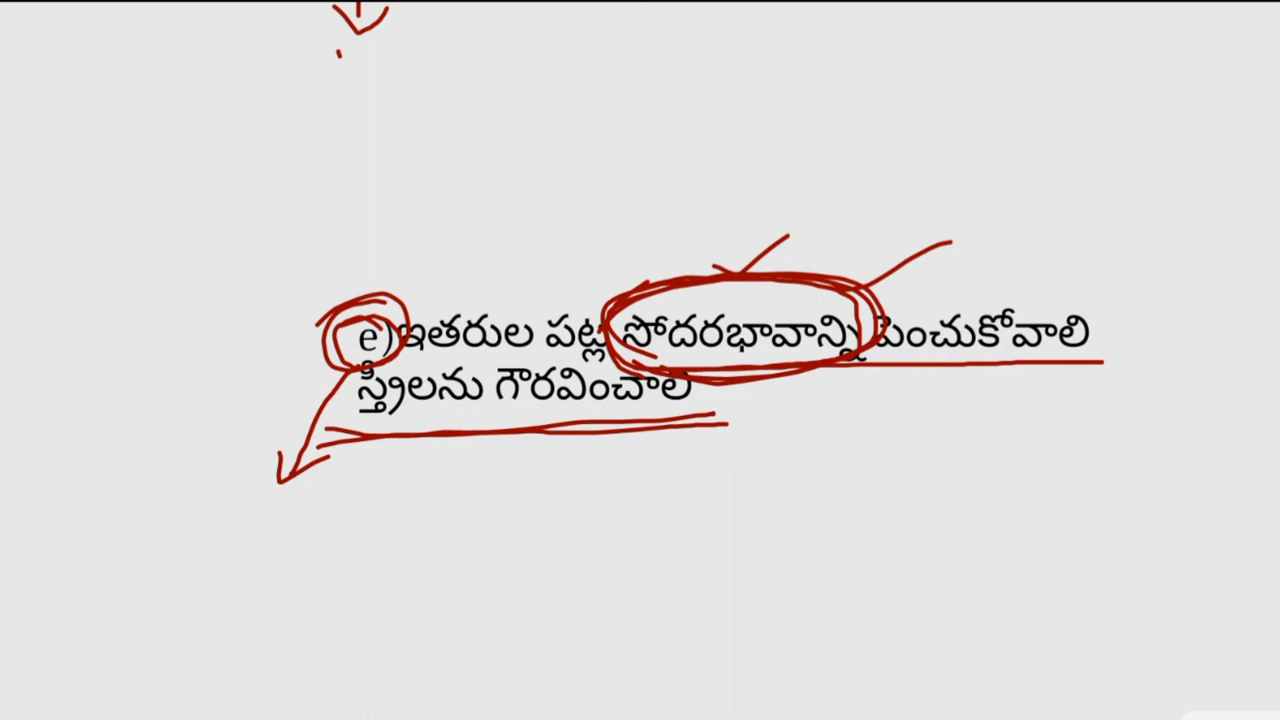 e) ఇతరుల పట్ల సోదరభావాన్ని పెంచుకోవాలి
స్త్రీలను గౌరవించాలి